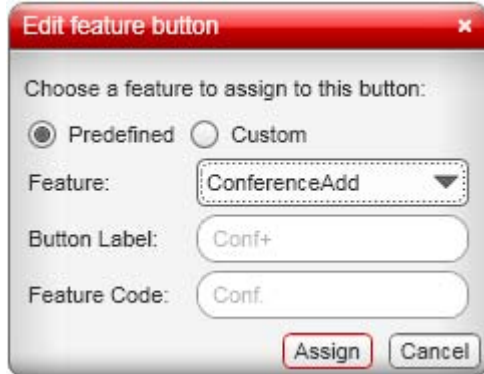 Edit feature button ×
Choose a feature to assign to this button:
Predefined Custom
Feature: ConferenceAdd
Button Label: Conf+
Feature Code: Conf.
Assign Cancel